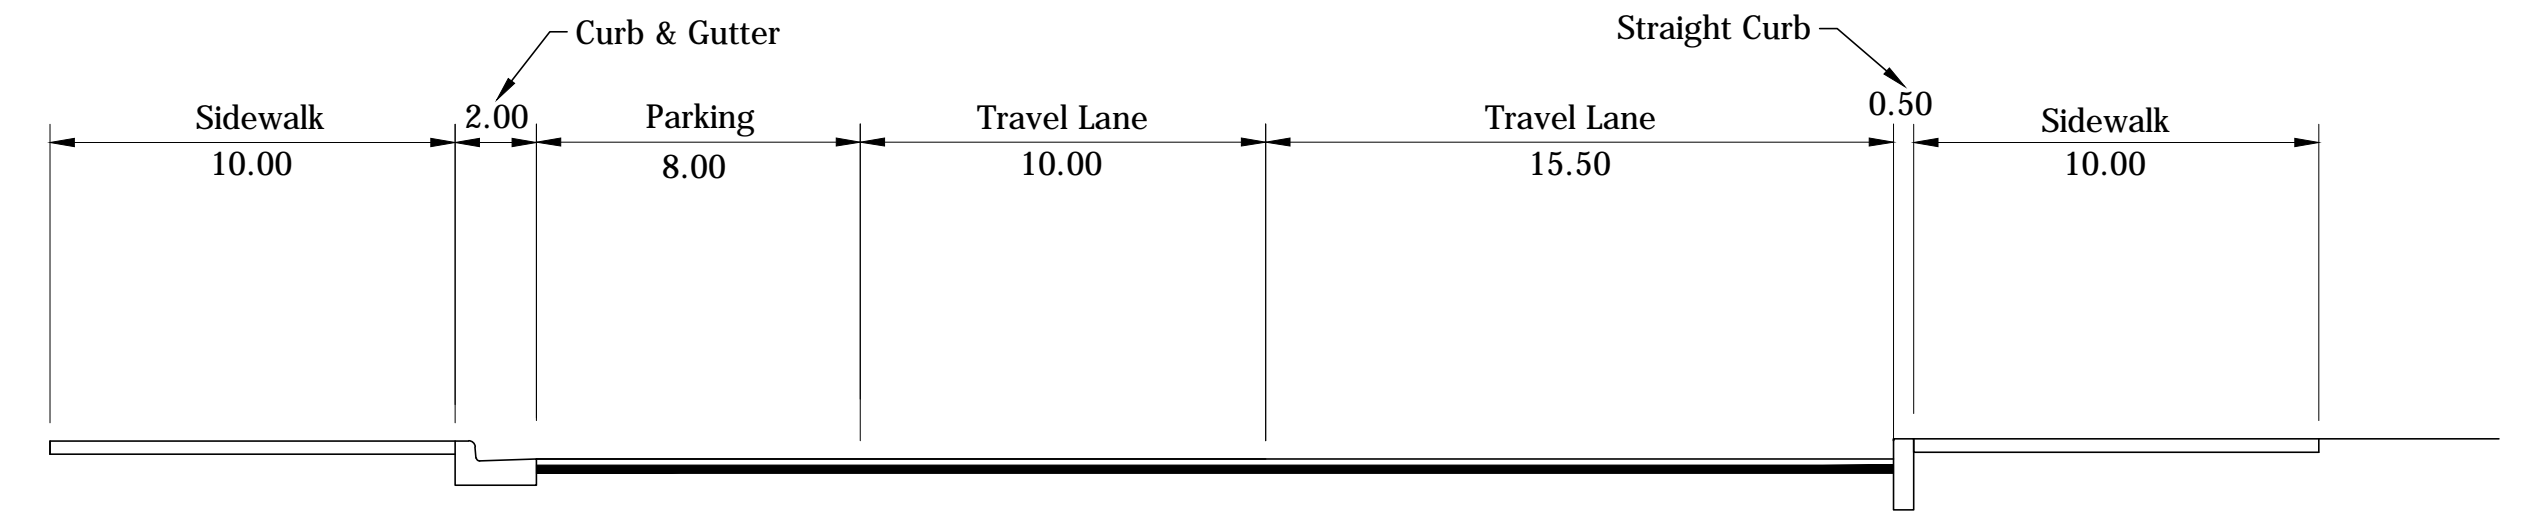 Curb & Gutter
Straight Curb
Sidewalk
2.00
Parking
Travel Lane
Travel Lane
0.50
Sidewalk
10.00
8.00
10.00
15.50
10.00